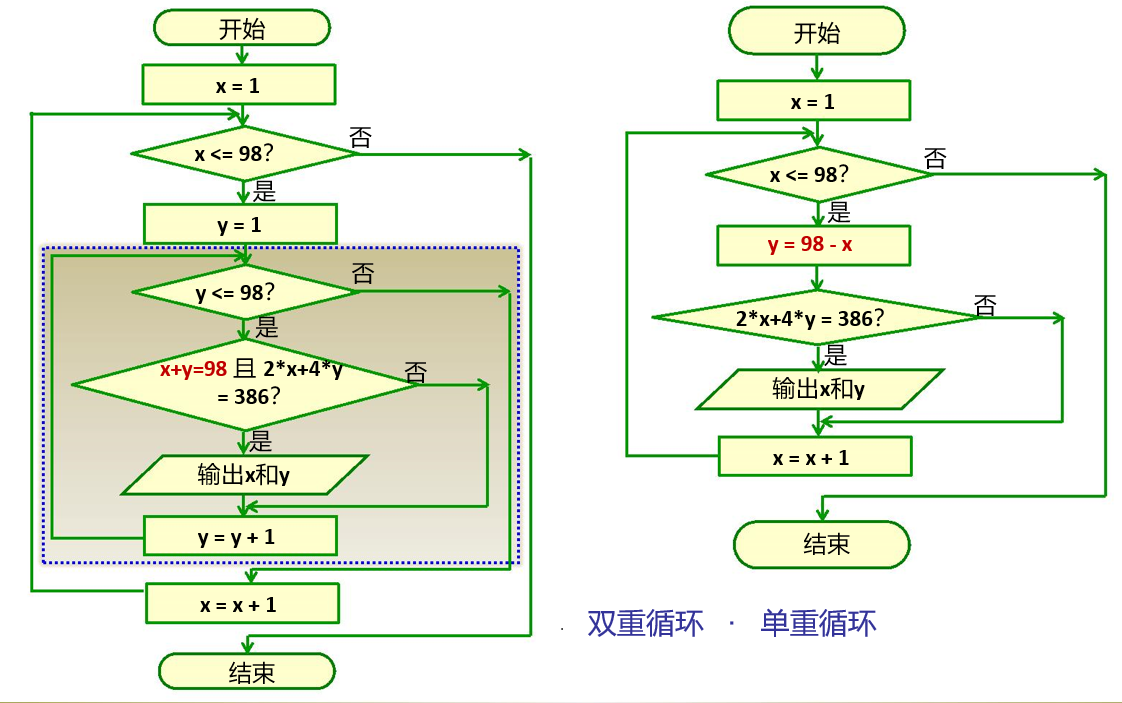 开始
x = 1
x <= 98?
否
是
y = 1
y <= 98?
否
是
x+y=98 且 2*x+4*y
= 386?
否
是
输出x和y
y = y + 1
x = x + 1
结束
开始
x = 1
x <= 98?
否
是
y = 98 - x
2*x+4*y = 386?
否
是
输出x和y
x = x + 1
结束
· 双重循环 · 单重循环